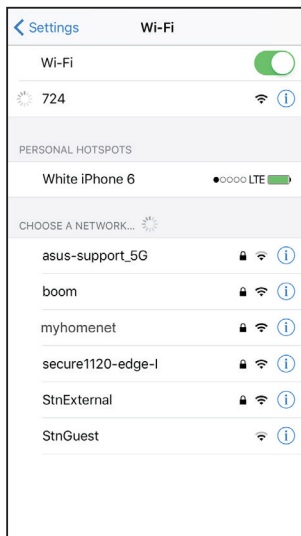 Settings Wi-Fi
Wi-Fi
724
PERSONAL HOTSPOTS
White iPhone 6 LTE
CHOOSE A NETWORK...
asus-support_5G
boom
myhomenet
secure1120-edge-I
StnExternal
StnGuest